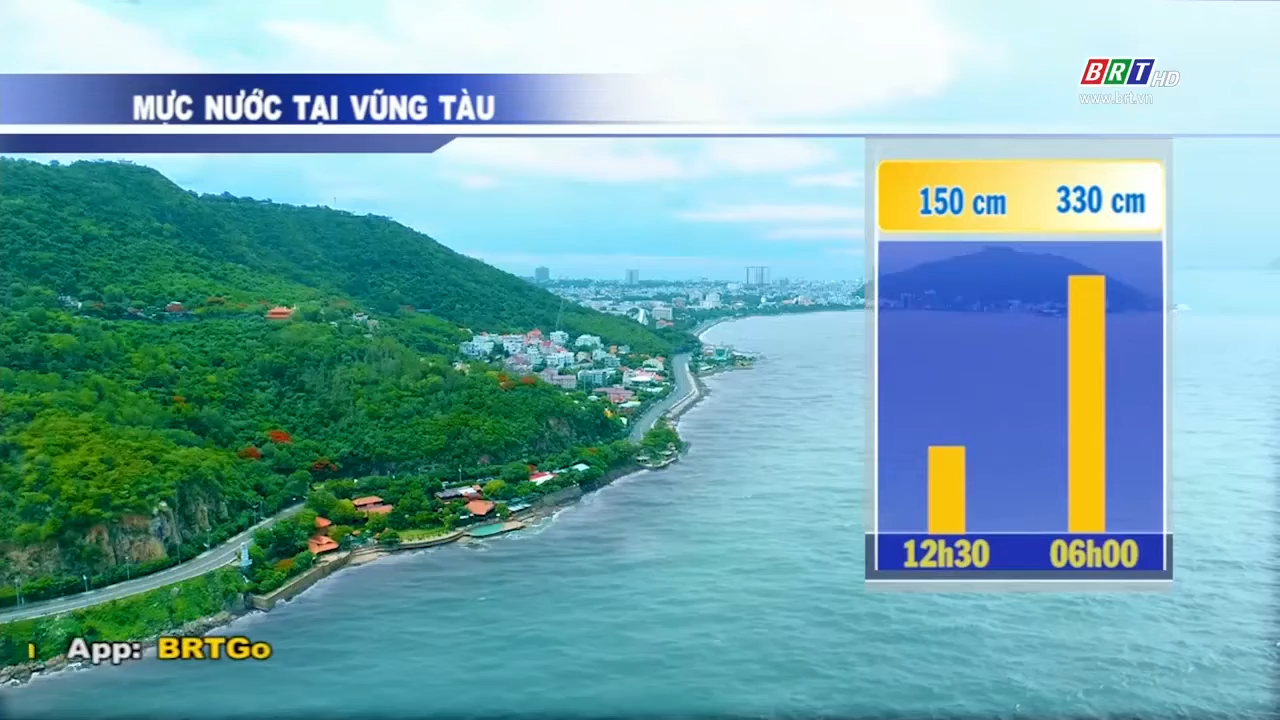 BRT HD
www.brt.vn
MỰC NƯỚC TẠI VŨNG TÀU
150 cm 330 cm
12h30 06h00
App: BRTGo